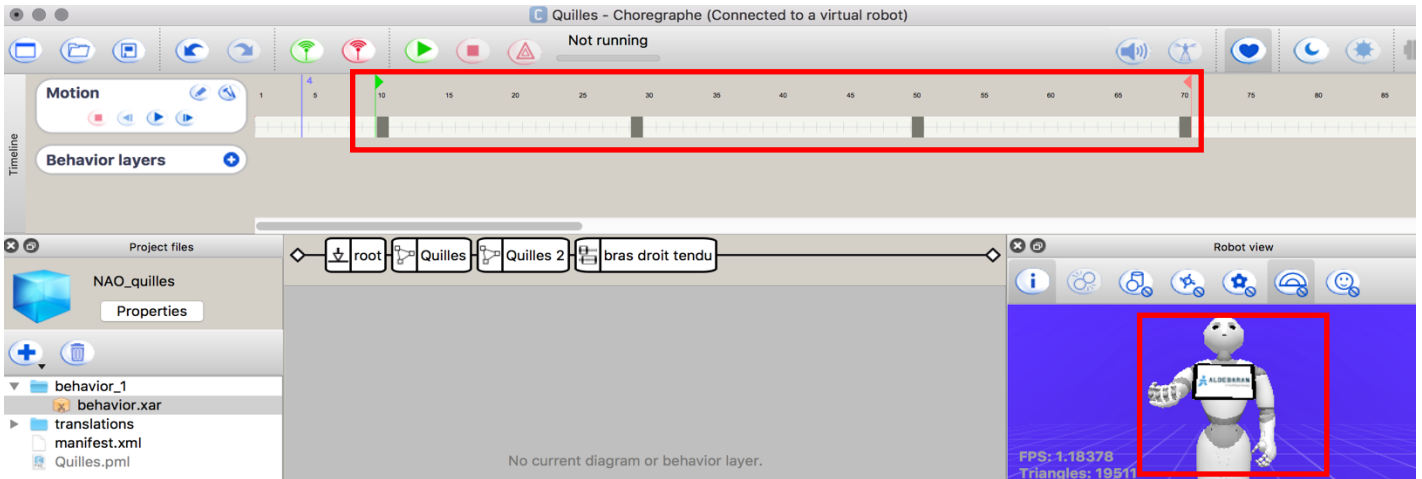 Quilles - Choregraphe (Connected to a virtual robot)
Not running
Timeline
Motion
4
1 5 10 15 20 25 30 35 40 45 50 55 60 65 70 75 80 85
Behavior layers
Project files
NAO_quilles
Properties
behavior_1
behavior.xar
translations
manifest.xml
Quilles.pml
root Quilles Quilles 2 bras droit tendu
No current diagram or behavior layer.
Robot view
ALDEBARAN
FPS: 1.18378
Triangles: 19511